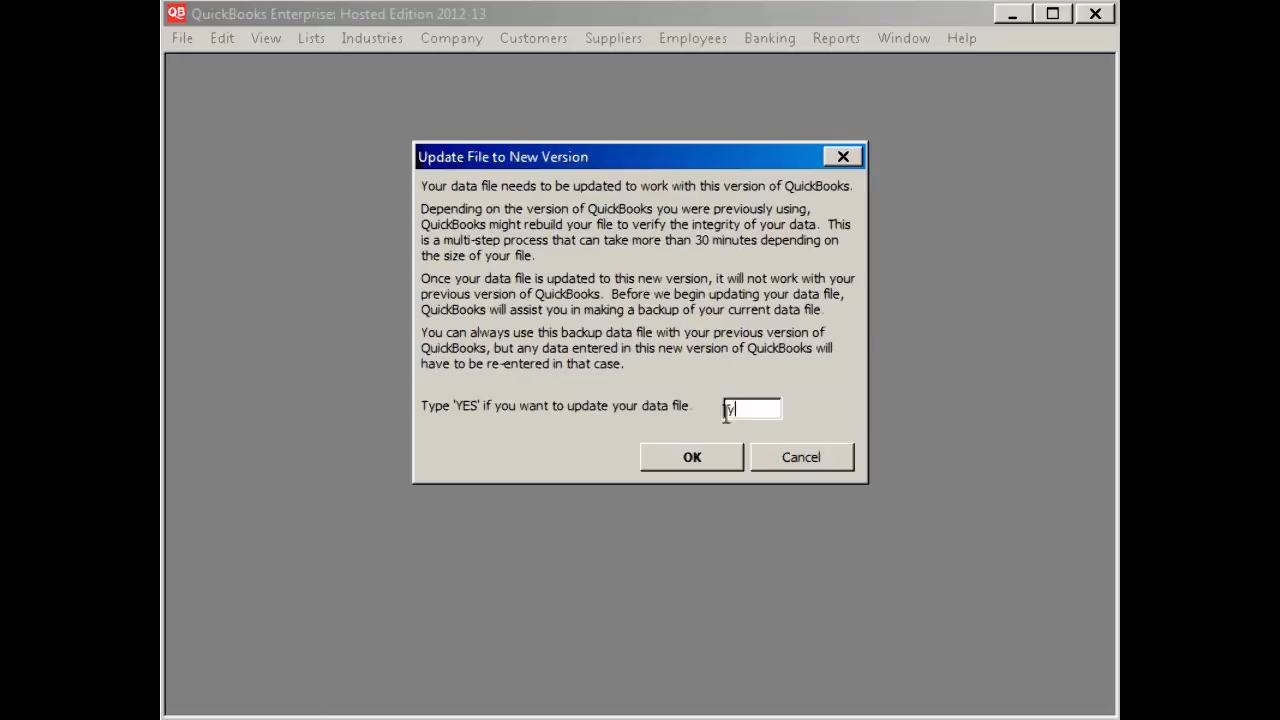 QB QuickBooks Enterprise: Hosted Edition 2012-13
File Edit View Lists Industries Company Customers Suppliers Employees Banking Reports Window Help
Update File to New Version
Your data file needs to be updated to work with this version of QuickBooks.
Depending on the version of QuickBooks you were previously using,
QuickBooks might rebuild your file to verify the integrity of your data. This
is a multi-step process that can take more than 30 minutes depending on
the size of your file.
Once your data file is updated to this new version, it will not work with your
previous version of QuickBooks. Before we begin updating your data file,
QuickBooks will assist you in making a backup of your current data file.
You can always use this backup data file with your previous version of
QuickBooks, but any data entered in this new version of QuickBooks will
have to be re-entered in that case.
Type 'YES' if you want to update your data file. y
OK Cancel